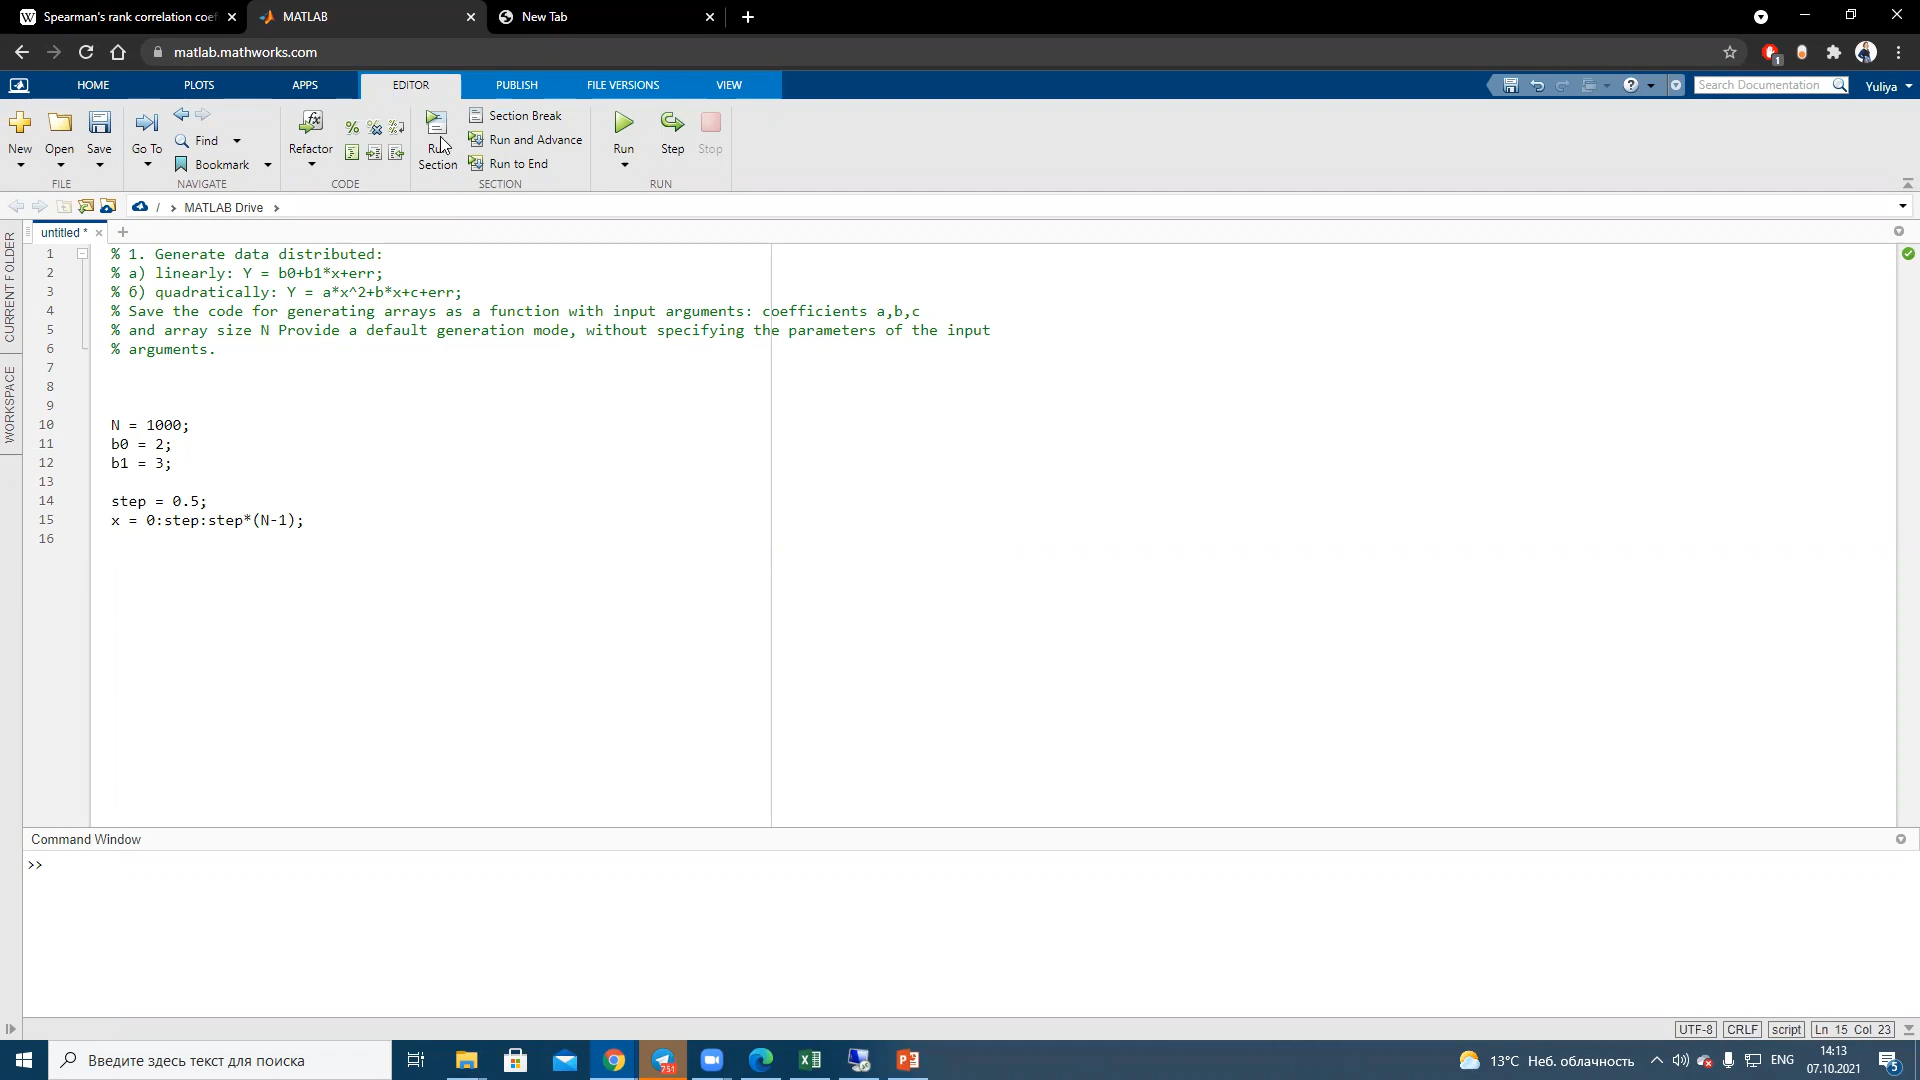 Spearman's rank correlation coef
MATLAB
New Tab
matlab.mathworks.com
1
HOME
PLOTS
APPS
EDITOR
PUBLISH
FILE VERSIONS
VIEW
Search Documentation
Yuliya
New
Open
Save
Go To
Find
Bookmark
Refactor
Run
Section
Section Break
Run and Advance
Run to End
Run
Step
Stop
FILE
NAVIGATE
CODE
SECTION
RUN
/ MATLAB Drive
CURRENT FOLDER
WORKSPACE
untitled *
1 % 1. Generate data distributed:
2 % a) linearly: Y = b0+b1*x+err;
3 % б) quadratically: Y = a*x^2+b*x+c+err;
4 % Save the code for generating arrays as a function with input arguments: coefficients a,b,c
5 % and array size N Provide a default generation mode, without specifying the parameters of the input
6 % arguments.
7
8
9
10 N = 1000;
11 b0 = 2;
12 b1 = 3;
13
14 step = 0.5;
15 x = 0:step:step*(N-1);
16
Command Window
>>
UTF-8 CRLF script Ln 15 Col 23
Введите здесь текст для поиска
751
13°C Неб. облачность
ENG
14:13
07.10.2021
5